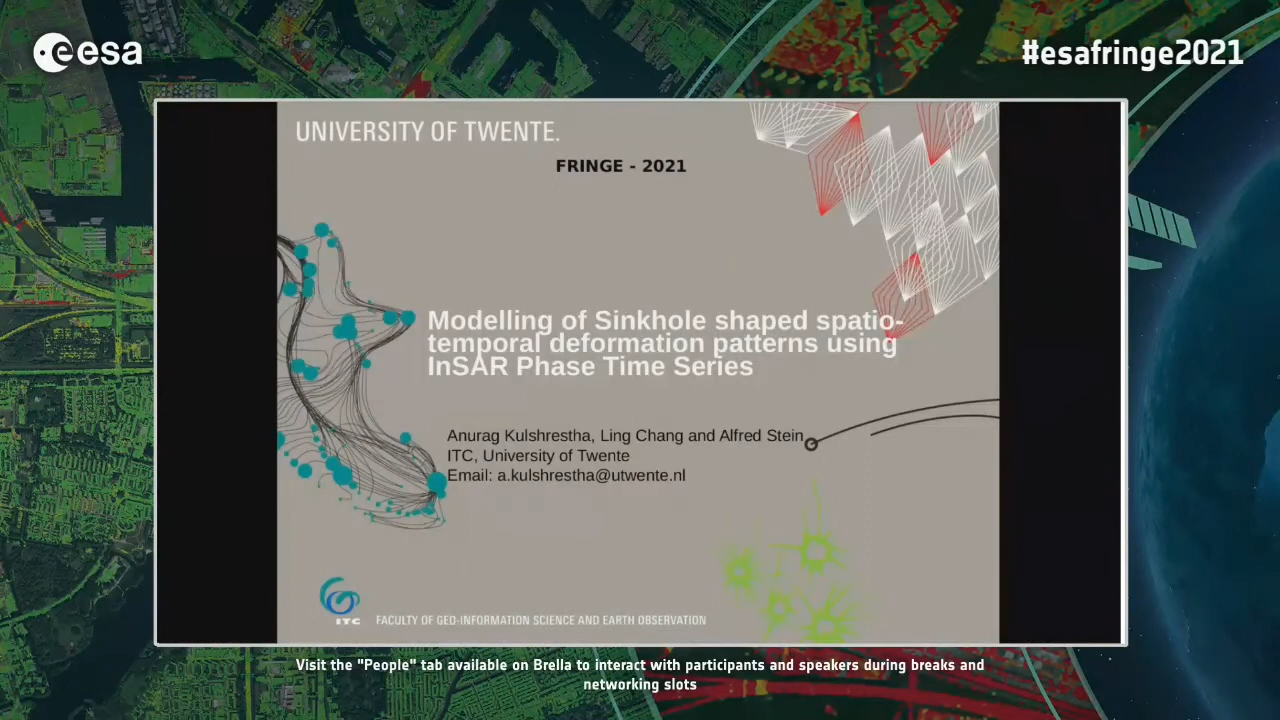 esa
#esafringe2021
UNIVERSITY OF TWENTE.
FRINGE - 2021
Modelling of Sinkhole shaped spatio-
temporal deformation patterns using
InSAR Phase Time Series
Anurag Kulshrestha, Ling Chang and Alfred Stein
ITC, University of Twente
Email: a.kulshrestha@utwente.nl
ITC
FACULTY OF GEO-INFORMATION SCIENCE AND EARTH OBSERVATION
Visit the "People" tab available on Brella to interact with participants and speakers during breaks and
networking slots